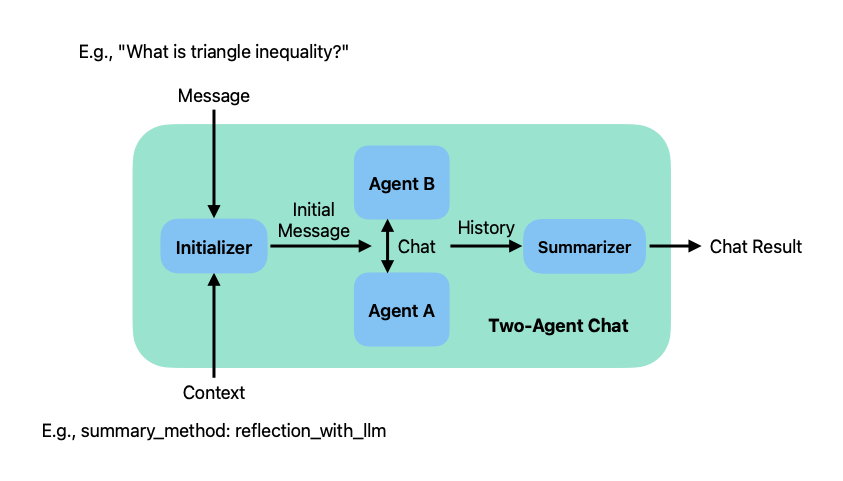 E.g., "What is triangle inequality?"
Message
Agent B
Initial
Message
Initializer
Chat
History
Summarizer
Chat Result
Agent A
Two-Agent Chat
Context
E.g., summary_method: reflection_with_llm